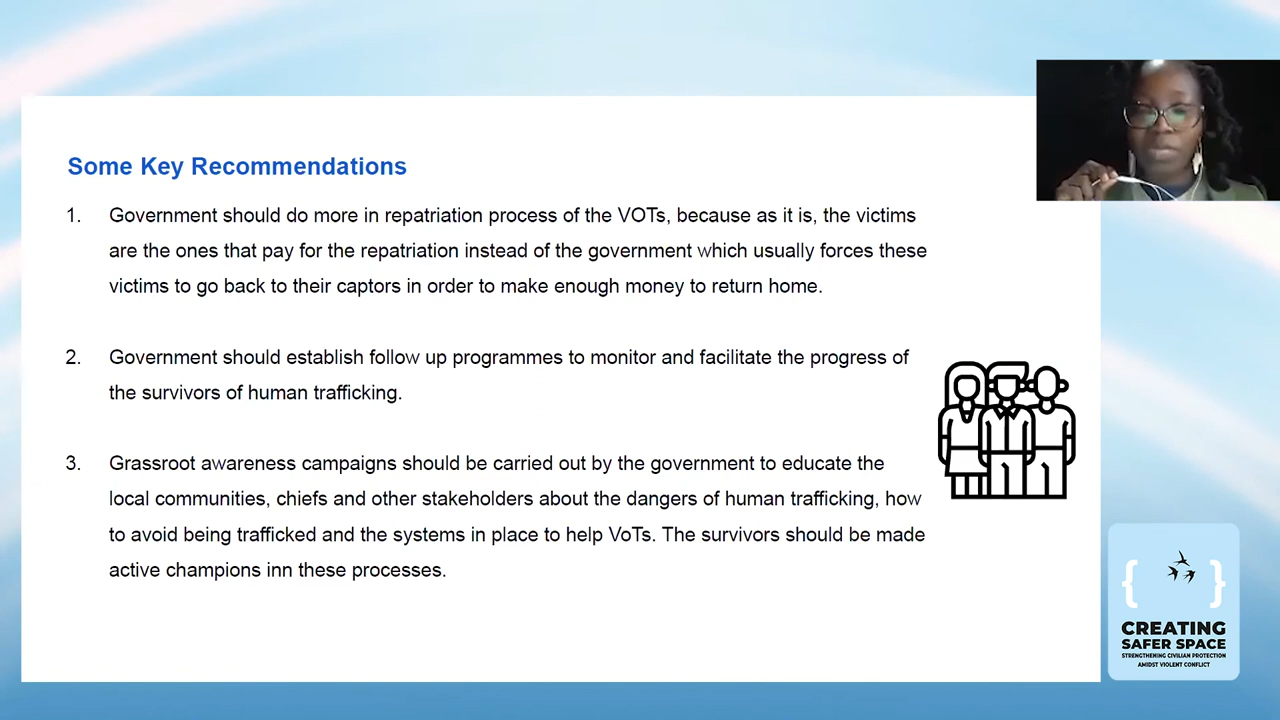 Some Key Recommendations
1. Government should do more in repatriation process of the VOTs, because as it is, the victims
are the ones that pay for the repatriation instead of the government which usually forces these
victims to go back to their captors in order to make enough money to return home.
2. Government should establish follow up programmes to monitor and facilitate the progress of
the survivors of human trafficking.
3. Grassroot awareness campaigns should be carried out by the government to educate the
local communities, chiefs and other stakeholders about the dangers of human trafficking, how
to avoid being trafficked and the systems in place to help VoTs. The survivors should be made
active champions inn these processes.
{ }
CREATING
SAFER SPACE
STRENGTHENING CIVILIAN PROTECTION
AMIDST VIOLENT CONFLICT